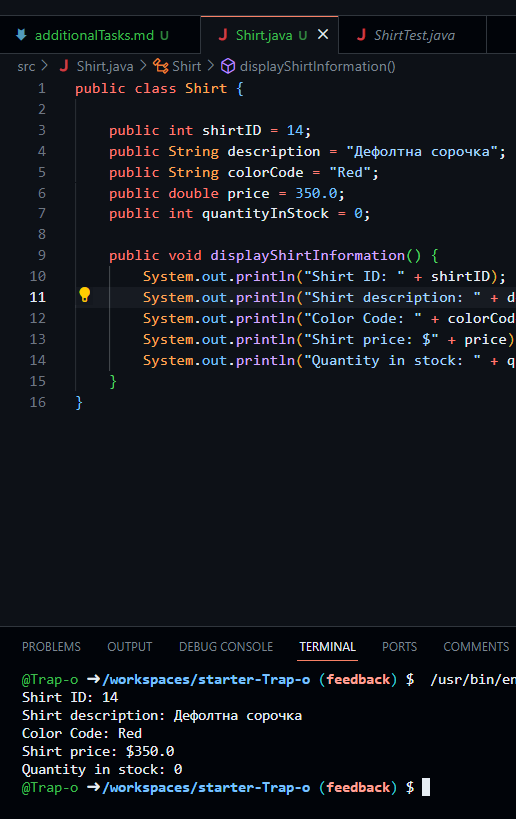 additionalTasks.md U Shirt.java U ShirtTest.java
src > Shirt.java > Shirt > displayShirtInformation()
1 public class Shirt {
2
3 public int shirtID = 14;
4 public String description = "Дефолтна сорочка";
5 public String colorCode = "Red";
6 public double price = 350.0;
7 public int quantityInStock = 0;
8
9 public void displayShirtInformation() {
10 System.out.println("Shirt ID: " + shirtID);
11 System.out.println("Shirt description: " + d
12 System.out.println("Color Code: " + colorCod
13 System.out.println("Shirt price: $" + price)
14 System.out.println("Quantity in stock: " + q
15 }
16 }
PROBLEMS OUTPUT DEBUG CONSOLE TERMINAL PORTS COMMENTS
@Trap-o ➜ /workspaces/starter-Trap-o (feedback) $ /usr/bin/en
Shirt ID: 14
Shirt description: Дефолтна сорочка
Color Code: Red
Shirt price: $350.0
Quantity in stock: 0
@Trap-o ➜ /workspaces/starter-Trap-o (feedback) $